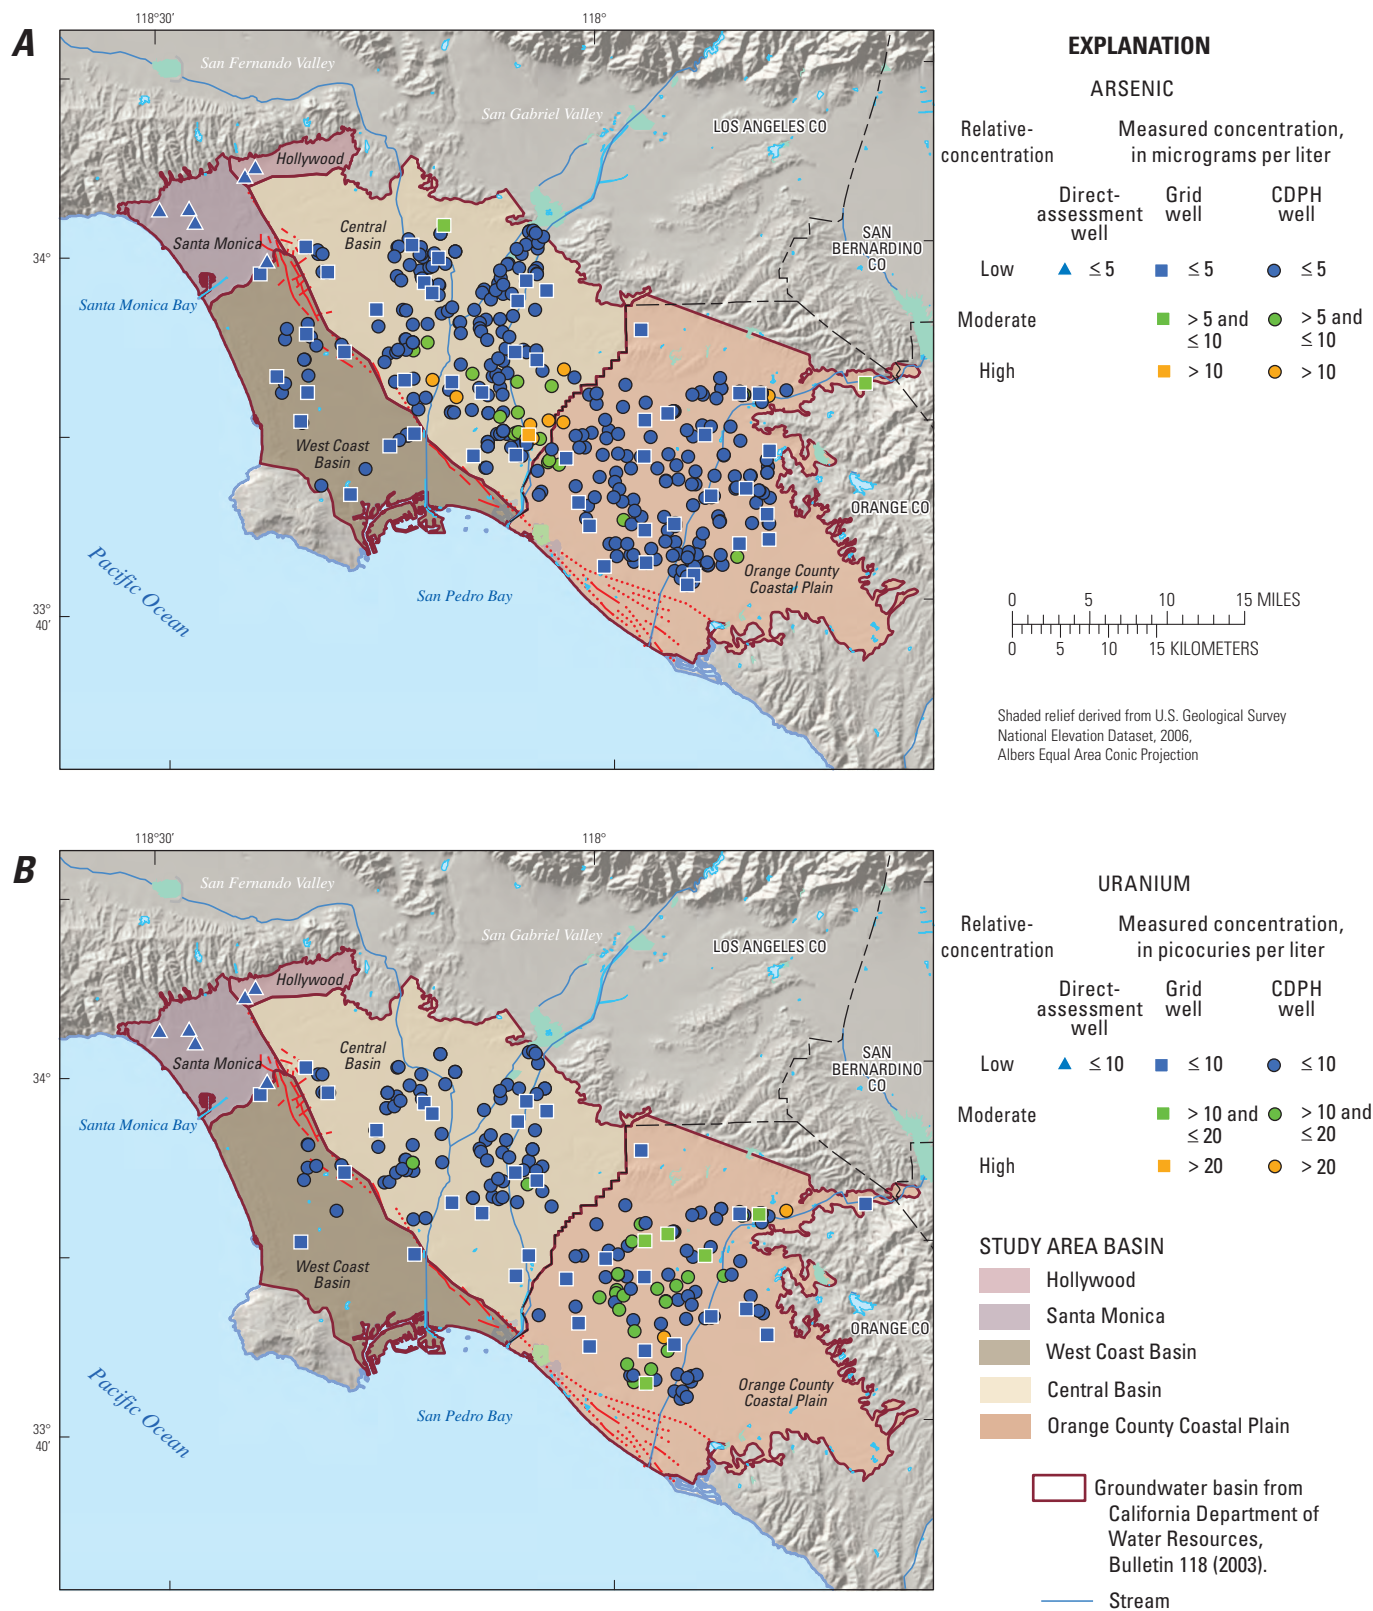 A
118°30′
118°
San Fernando Valley
San Gabriel Valley
LOS ANGELES CO
Hollywood
Central
Basin
Santa Monica
SAN
BERNARDINO
CO
34°
Santa Monica Bay
West Coast
Basin
ORANGE CO
Pacific Ocean
Orange County
Coastal Plain
San Pedro Bay
33°
40′
EXPLANATION
ARSENIC
Relative-
concentration
Measured concentration,
in micrograms per liter
Direct-
assessment
well
Grid
well
CDPH
well
Low ≤ 5 ≤ 5 ≤ 5
Moderate > 5 and
≤ 10
> 5 and
≤ 10
High > 10 > 10
0 5 10 15 MILES
0 5 10 15 KILOMETERS
Shaded relief derived from U.S. Geological Survey
National Elevation Dataset, 2006,
Albers Equal Area Conic Projection
B
118°30′
118°
San Fernando Valley
San Gabriel Valley
LOS ANGELES CO
Hollywood
Central
Basin
Santa Monica
SAN
BERNARDINO
CO
34°
Santa Monica Bay
West Coast
Basin
ORANGE CO
Pacific Ocean
Orange County
Coastal Plain
San Pedro Bay
33°
40′
URANIUM
Relative-
concentration
Measured concentration,
in picocuries per liter
Direct-
assessment
well
Grid
well
CDPH
well
Low ≤ 10 ≤ 10 ≤ 10
Moderate > 10 and
≤ 20
> 10 and
≤ 20
High > 20 > 20
STUDY AREA BASIN
Hollywood
Santa Monica
West Coast Basin
Central Basin
Orange County Coastal Plain
Groundwater basin from
California Department of
Water Resources,
Bulletin 118 (2003).
Stream